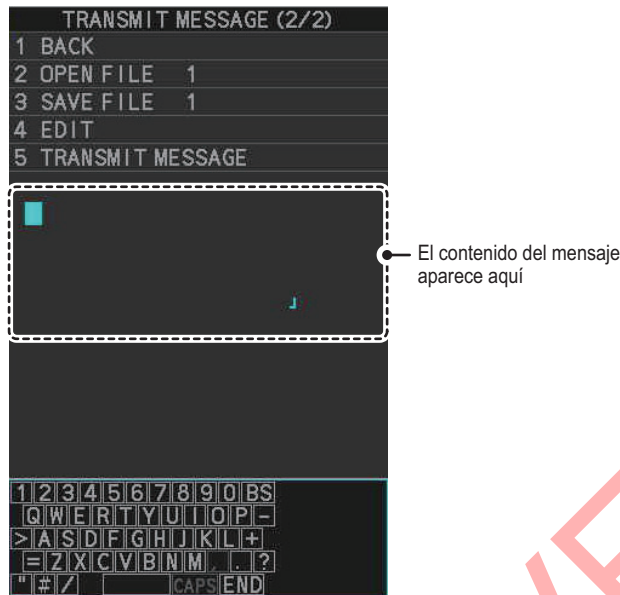 TRANSMIT MESSAGE (2/2)
1 BACK
2 OPEN FILE 1
3 SAVE FILE 1
4 EDIT
5 TRANSMIT MESSAGE
El contenido del mensaje
aparece aquí
1 2 3 4 5 6 7 8 9 0 BS
Q W E R T Y U I O P -
> A S D F G H J K L +
= Z X C V B N M , . ?
" # / CAPS END